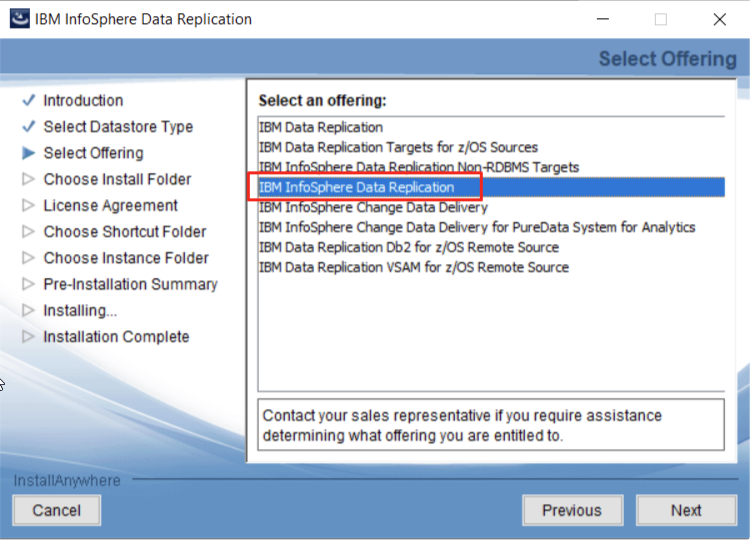 IBM InfoSphere Data Replication
Select Offering
Introduction
Select Datastore Type
Select Offering
Choose Install Folder
License Agreement
Choose Shortcut Folder
Choose Instance Folder
Pre-Installation Summary
Installing...
Installation Complete
Select an offering:
IBM Data Replication
IBM Data Replication Targets for z/OS Sources
IBM InfoSphere Data Replication Non-RDBMS Targets
IBM InfoSphere Data Replication
IBM InfoSphere Change Data Delivery
IBM InfoSphere Change Data Delivery for PureData System for Analytics
IBM Data Replication Db2 for z/OS Remote Source
IBM Data Replication VSAM for z/OS Remote Source
Contact your sales representative if you require assistance
determining what offering you are entitled to.
InstallAnywhere
Cancel
Previous
Next